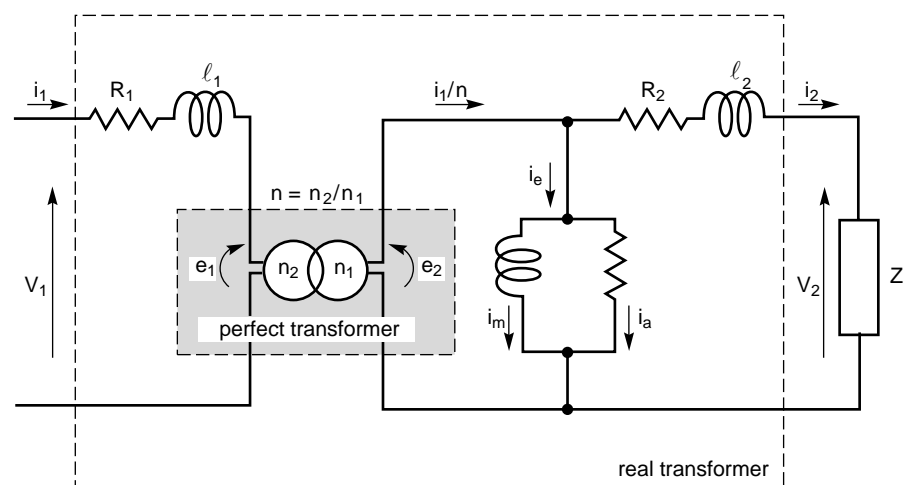 i1
R1
ℓ1
i1/n
R2
ℓ2
i2
ie
n = n2/n1
e1
n2
n1
e2
V1
V2
Z
im
ia
perfect transformer
real transformer